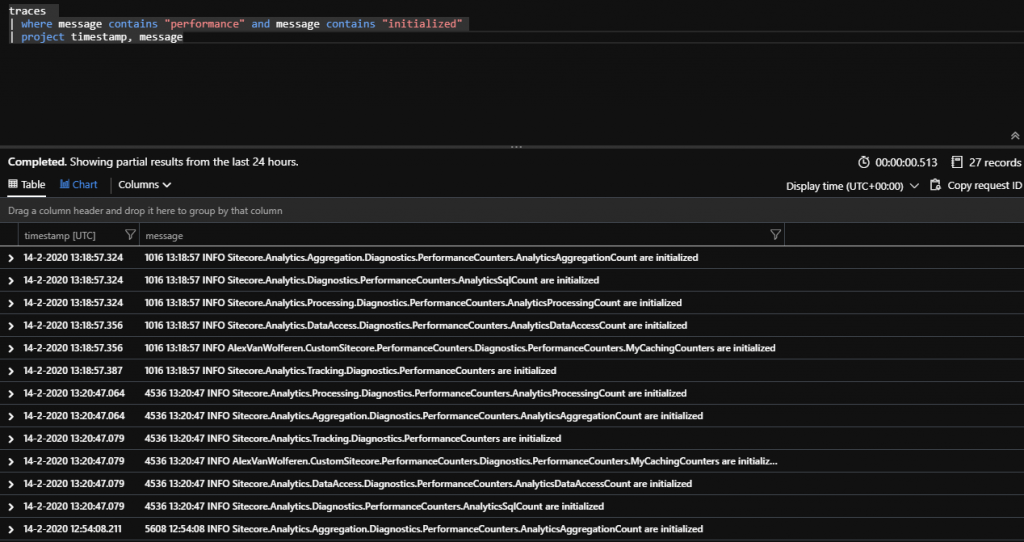 traces
| where message contains "performance" and message contains "initialized"
| project timestamp, message
Completed. Showing partial results from the last 24 hours.
00:00:00.513
27 records
Table
Chart
Columns
Display time (UTC+00:00)
Copy request ID
Drag a column header and drop it here to group by that column
timestamp [UTC] message
14-2-2020 13:18:57.324 1016 13:18:57 INFO Sitecore.Analytics.Aggregation.Diagnostics.PerformanceCounters.AnalyticsAggregationCount are initialized
14-2-2020 13:18:57.324 1016 13:18:57 INFO Sitecore.Analytics.Diagnostics.PerformanceCounters.AnalyticsSqlCount are initialized
14-2-2020 13:18:57.324 1016 13:18:57 INFO Sitecore.Analytics.Processing.Diagnostics.PerformanceCounters.AnalyticsProcessingCount are initialized
14-2-2020 13:18:57.356 1016 13:18:57 INFO Sitecore.Analytics.DataAccess.Diagnostics.PerformanceCounters.AnalyticsDataAccessCount are initialized
14-2-2020 13:18:57.356 1016 13:18:57 INFO AlexVanWolferen.CustomSitecore.PerformanceCounters.Diagnostics.PerformanceCounters.MyCachingCounters are initialized
14-2-2020 13:18:57.387 1016 13:18:57 INFO Sitecore.Analytics.Tracking.Diagnostics.PerformanceCounters are initialized
14-2-2020 13:20:47.064 4536 13:20:47 INFO Sitecore.Analytics.Processing.Diagnostics.PerformanceCounters.AnalyticsProcessingCount are initialized
14-2-2020 13:20:47.064 4536 13:20:47 INFO Sitecore.Analytics.Aggregation.Diagnostics.PerformanceCounters.AnalyticsAggregationCount are initialized
14-2-2020 13:20:47.079 4536 13:20:47 INFO Sitecore.Analytics.Tracking.Diagnostics.PerformanceCounters are initialized
14-2-2020 13:20:47.079 4536 13:20:47 INFO AlexVanWolferen.CustomSitecore.PerformanceCounters.Diagnostics.PerformanceCounters.MyCachingCounters are initializ...
14-2-2020 13:20:47.079 4536 13:20:47 INFO Sitecore.Analytics.DataAccess.Diagnostics.PerformanceCounters.AnalyticsDataAccessCount are initialized
14-2-2020 13:20:47.079 4536 13:20:47 INFO Sitecore.Analytics.Diagnostics.PerformanceCounters.AnalyticsSqlCount are initialized
14-2-2020 12:54:08.211 5608 12:54:08 INFO Sitecore.Analytics.Aggregation.Diagnostics.PerformanceCounters.AnalyticsAggregationCount are initialized